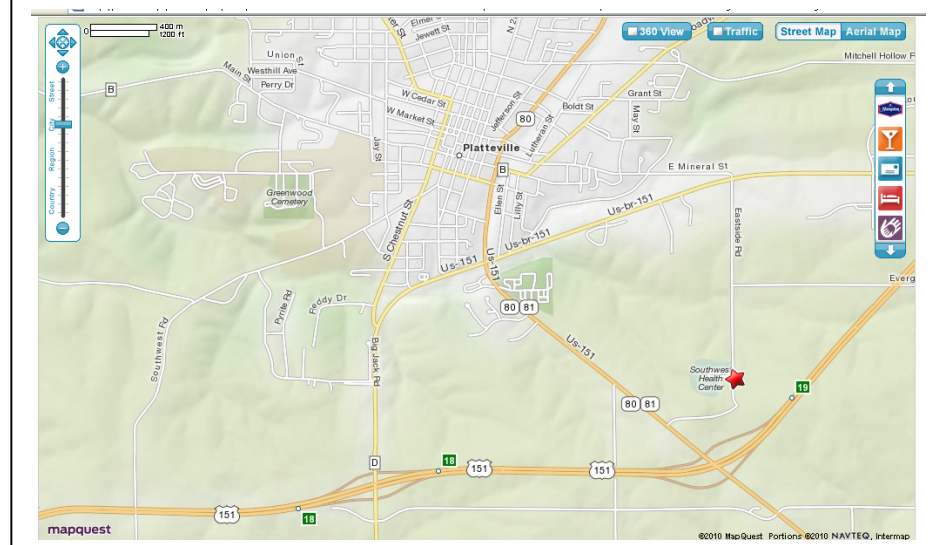 400 m
1200 ft
360 View
Traffic
Street Map
Aerial Map
Elmer St
Jewett St
Union St
Main St
Westhill Ave
Perry Dr
B
W Cedar St
W Market St
Jay St
Jefferson St
80
Lutheran St
Boldt St
Grant St
May St
Mitchell Hollow
Hampton
Platteville
B
E Mineral St
Street
City
Region
Country
Greenwood
Cemetery
S Chestnut St
Ellen St
Lilly St
Us-br-151
Us-br-151
Us-151
Us-151
Eastside Rd
Everg
80 81
Us-151
Southwest Rd
Pyrite Rd
Peddy Dr
Big Jack Rd
Southwes
Health
Center
19
80 81
D
18
151
151
151
18
mapquest
©2010 MapQuest Portions ©2010 NAVTEQ, Intermap